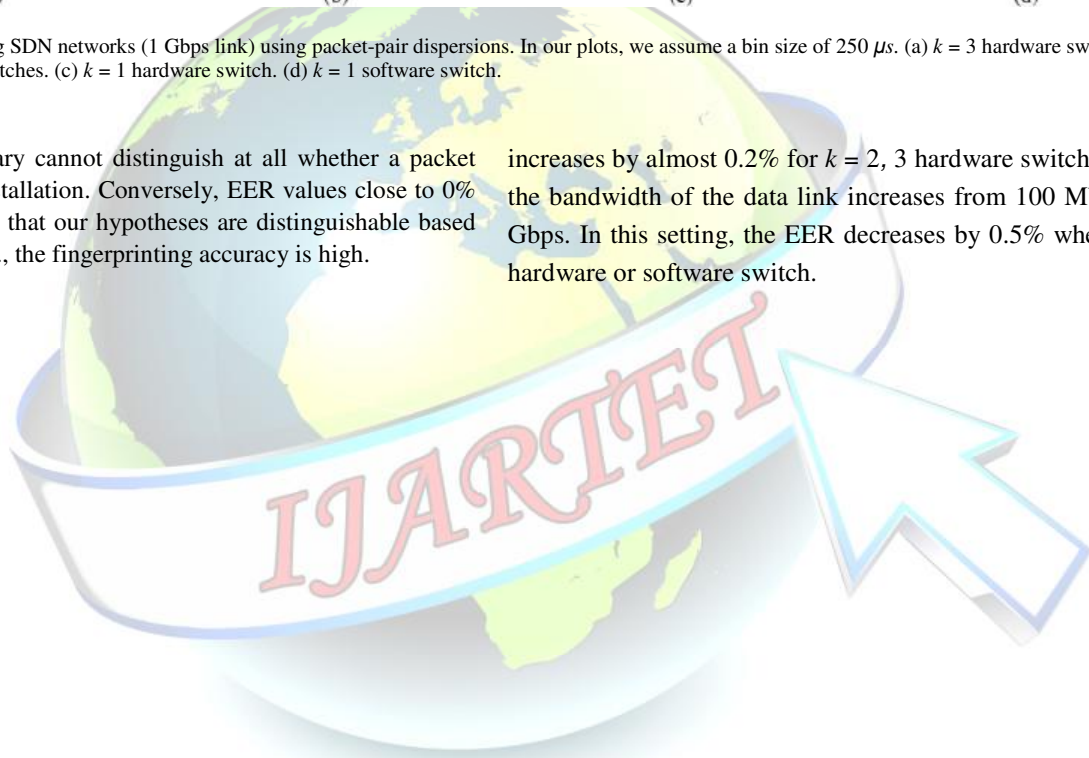 g SDN networks (1 Gbps link) using packet-pair dispersions. In our plots, we assume a bin size of 250 μs. (a) k = 3 hardware sw
tches. (c) k = 1 hardware switch. (d) k = 1 software switch.
ary cannot distinguish at all whether a packet
tallation. Conversely, EER values close to 0%
that our hypotheses are distinguishable based
., the fingerprinting accuracy is high.
increases by almost 0.2% for k = 2, 3 hardware switch
the bandwidth of the data link increases from 100 M
Gbps. In this setting, the EER decreases by 0.5% whe
hardware or software switch.
IJARTET